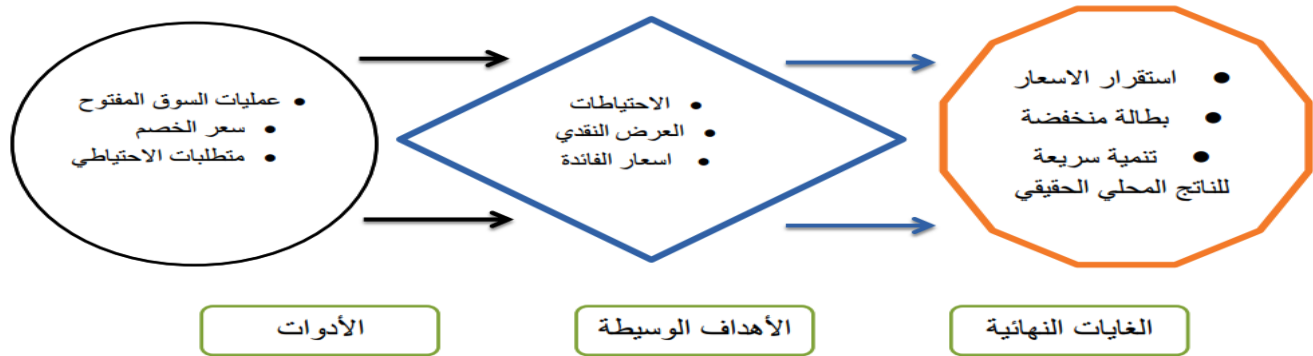 • عمليات السوق المفتوح
• سعر الخصم
• متطلبات الاحتياطي
• الاحتياطات
• العرض النقدي
• اسعار الفائدة
• استقرار الاسعار
• بطالة منخفضة
• تنمية سريعة
للناتج المحلي الحقيقي
الأدوات
الأهداف الوسيطة
الغايات النهائية